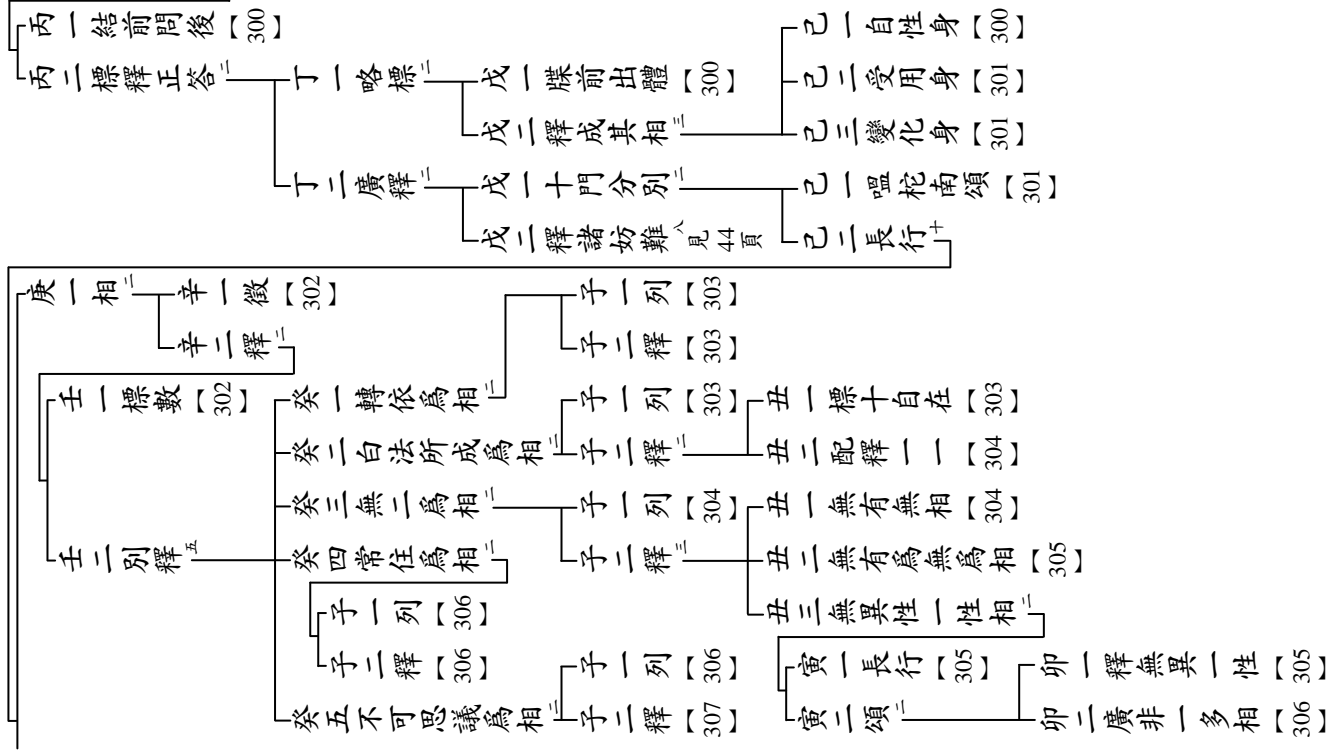 丙一結前問後【300】
丙二標釋正答二
丁一略標二
戊一牒前出體【300】
戊二釋成其相三
己一自性身【300】
己二受用身【301】
己三變化身【301】
丁二廣釋二
戊一十門分別二
己一嗢柁南頌【301】
己二長行十
戊二釋諸妨難八見44頁
庚一相二
辛一徵【302】
辛二釋二
壬一標數【302】
壬二別釋五
癸一轉依爲相二
子一列【303】
子二釋【303】
癸二白法所成爲相二
子一列【303】
子二釋二
丑一標十自在【303】
丑二配釋一一【304】
癸三無二爲相二
子一列【304】
子二釋三
丑一無有無相【304】
丑二無有爲無爲相【305】
丑三無異性一性相二
寅一長行【305】
寅二頌二
卯一釋無異一性【305】
卯二廣非一多相【306】
癸四常住爲相二
子一列【306】
子二釋【306】
癸五不可思議爲相二
子一列【306】
子二釋【307】